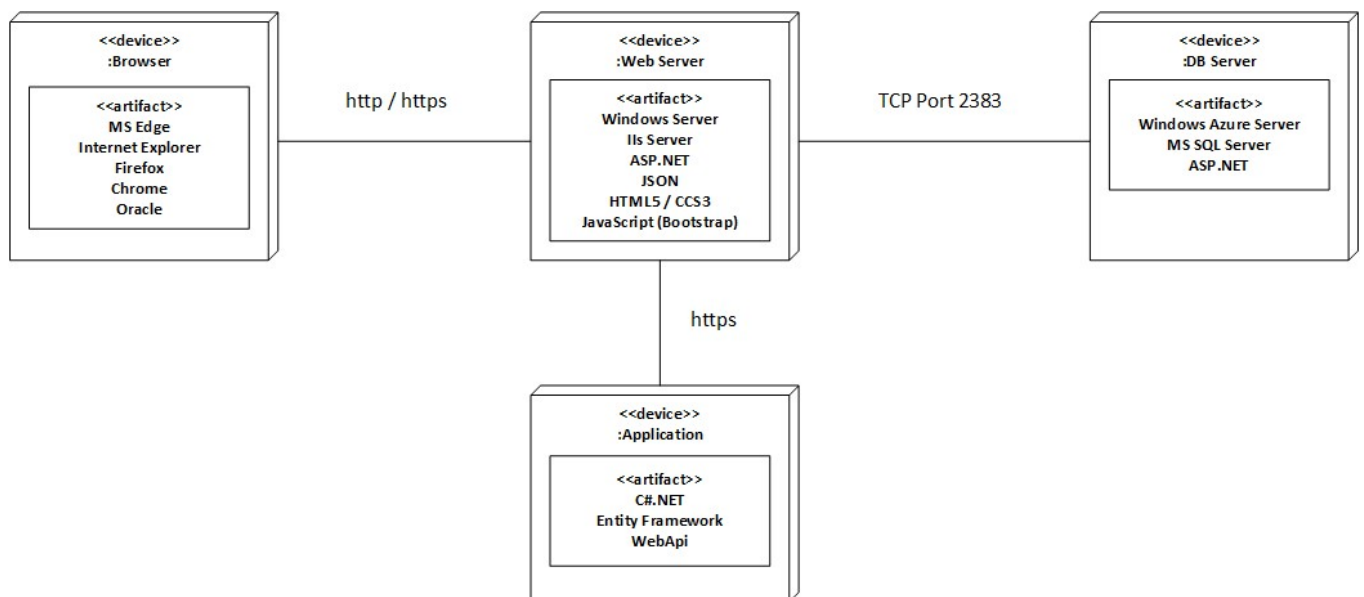 <<device>>
:Browser
<<artifact>>
MS Edge
Internet Explorer
Firefox
Chrome
Oracle
http / https
<<device>>
:Web Server
<<artifact>>
Windows Server
IIs Server
ASP.NET
JSON
HTML5 / CCS3
JavaScript (Bootstrap)
TCP Port 2383
<<device>>
:DB Server
<<artifact>>
Windows Azure Server
MS SQL Server
ASP.NET
https
<<device>>
:Application
<<artifact>>
C#.NET
Entity Framework
WebApi